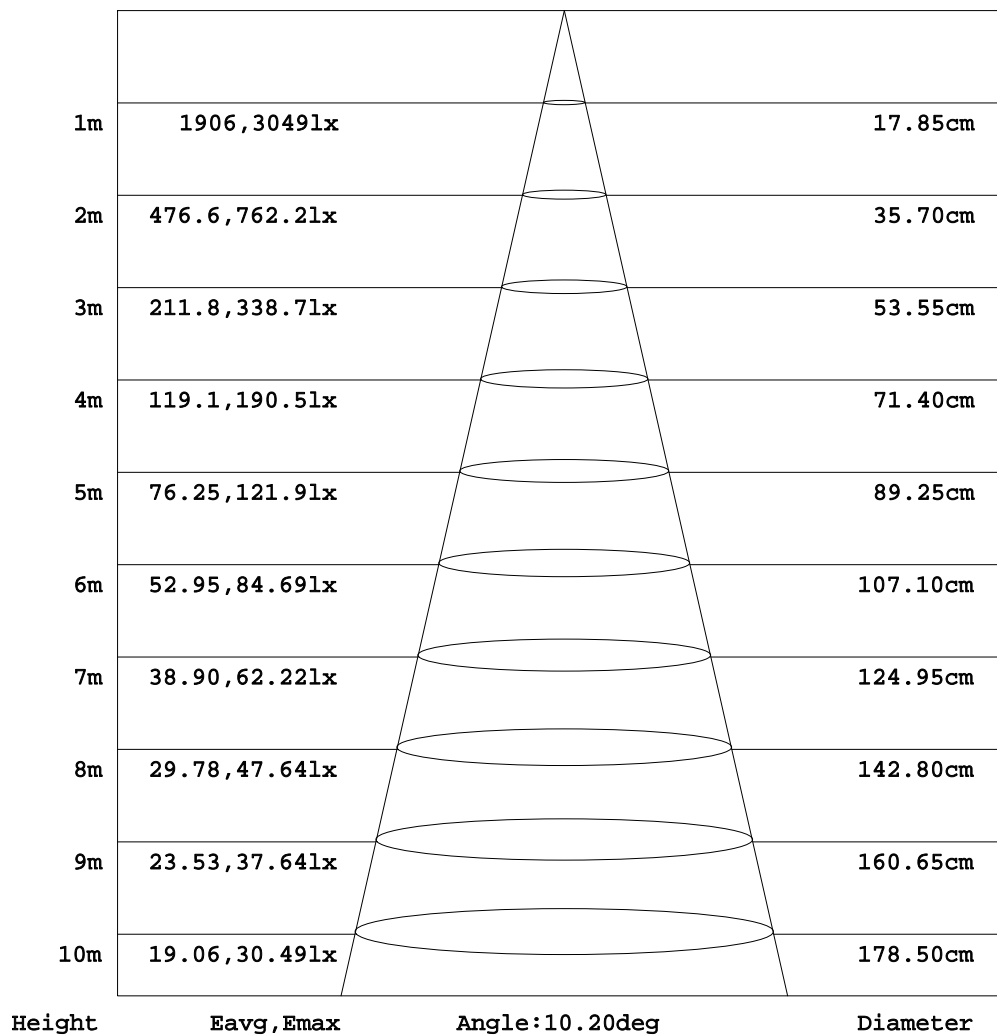 1m 1906,3049lx 17.85cm
2m 476.6,762.2lx 35.70cm
3m 211.8,338.7lx 53.55cm
4m 119.1,190.5lx 71.40cm
5m 76.25,121.9lx 89.25cm
6m 52.95,84.69lx 107.10cm
7m 38.90,62.22lx 124.95cm
8m 29.78,47.64lx 142.80cm
9m 23.53,37.64lx 160.65cm
10m 19.06,30.49lx 178.50cm
Height Eavg,Emax Angle:10.20deg Diameter